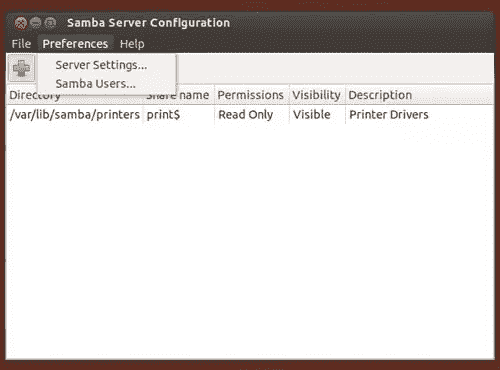 Samba Server Configuration
File Preferences Help
Server Settings...
Samba Users...
Directory Share name Permissions Visibility Description
/var/lib/samba/printers print$ Read Only Visible Printer Drivers